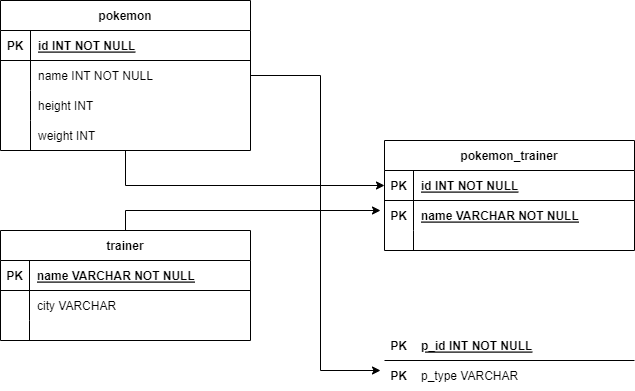 pokemon
PK id INT NOT NULL
name INT NOT NULL
height INT
weight INT
pokemon_trainer
PK id INT NOT NULL
PK name VARCHAR NOT NULL
trainer
PK name VARCHAR NOT NULL
city VARCHAR
PK p_id INT NOT NULL
PK p_type VARCHAR